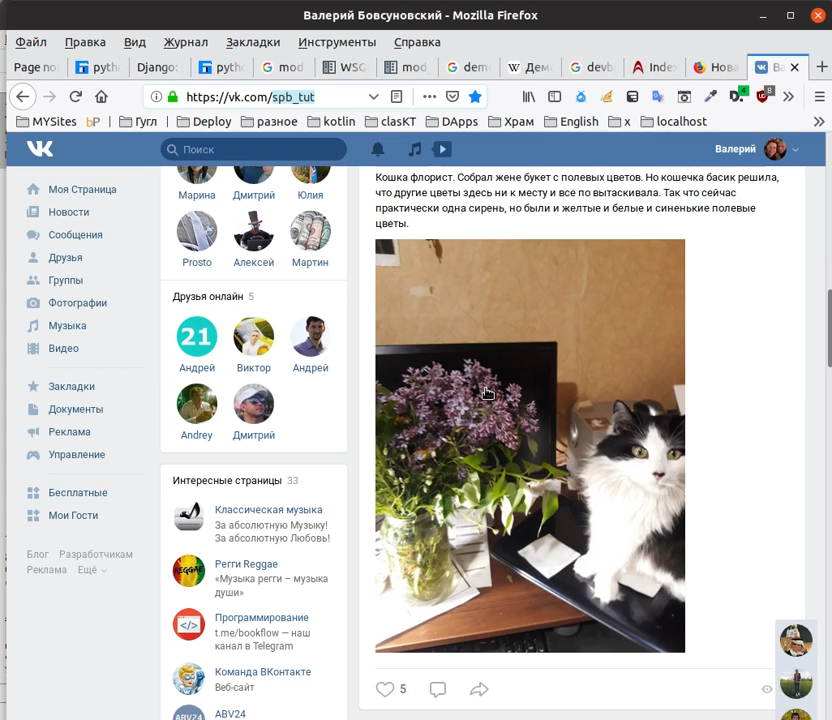 Валерий Бовсуновский - Mozilla Firefox
Файл Правка Вид Журнал Закладки Инструменты Справка
Page no pyth Django: pyth mod WSG mod dem Дем devb Inde Нова Ва
https://vk.com/spb_tut
4 8
MYSites bP Гугл Deploy разное kotlin clasKT DApps Храм English x localhost
Поиск
Валерий
Моя Страница
Новости
Сообщения
Друзья
Группы
Фотографии
Музыка
Видео
Закладки
Документы
Реклама
Управление
Бесплатные
Мои Гости
Блог Разработчикам
Реклама Ещё
Марина Дмитрий Юлия
Prosto Алексей Мартин
Друзья онлайн 5
21
Андрей Виктор Андрей
Andrey Дмитрий
Интересные страницы 33
Классическая музыка
За абсолютную Музыку!
За абсолютную Любовь!
REGGAE
Регги Reggae
«Музыка регги – музыка
души»
Программирование
t.me/bookflow — наш
канал в Telegram
Команда ВКонтакте
Веб-сайт
ABV24
ABV24
Кошка флорист. Собрал жене букет с полевых цветов. Но кошечка басик решила,
что другие цветы здесь ни к месту и все по вытаскивала. Так что сейчас
практически одна сирень, но были и желтые и белые и синенькие полевые
цветы.
5